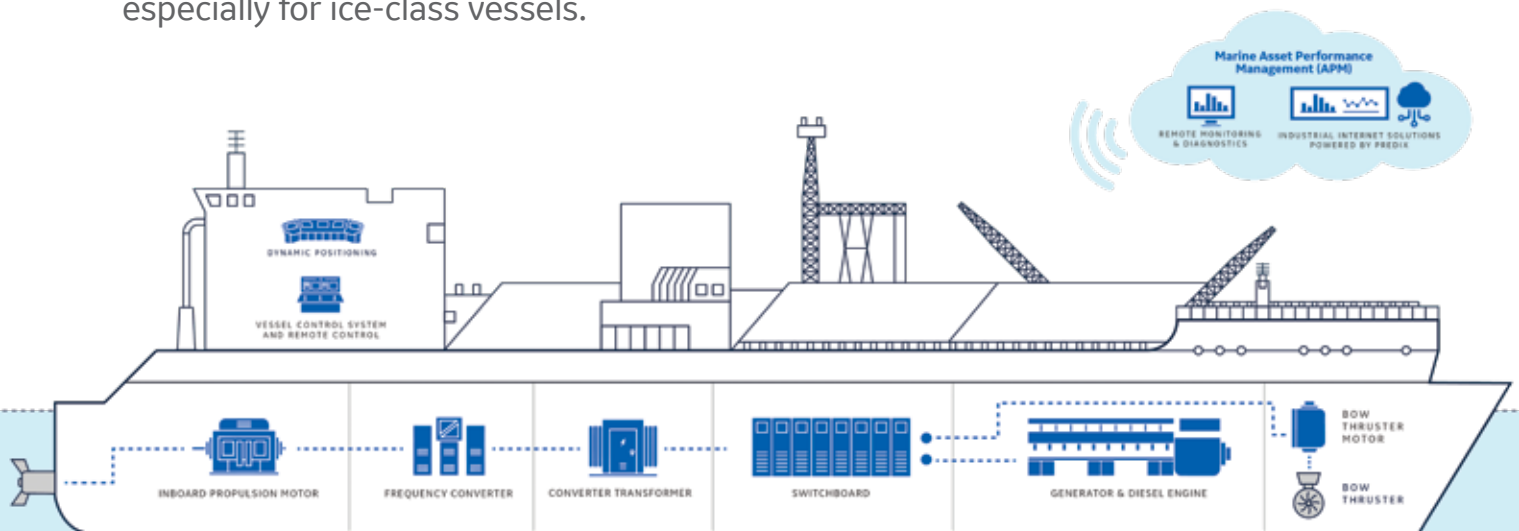 especially for ice-class vessels.
Marine Asset Performance
Management (APM)
REMOTE MONITORING
& DIAGNOSTICS
INDUSTRIAL INTERNET SOLUTIONS
POWERED BY PREDIX
DYNAMIC POSITIONING
VESSEL CONTROL SYSTEM
AND REMOTE CONTROL
BOW
THRUSTER
MOTOR
INBOARD PROPULSION MOTOR
FREQUENCY CONVERTER
CONVERTER TRANSFORMER
SWITCHBOARD
GENERATOR & DIESEL ENGINE
BOW
THRUSTER